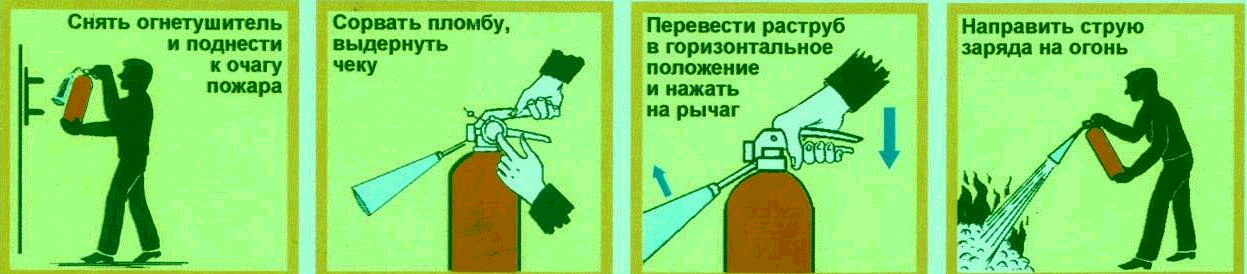 Снять огнетушитель
и поднести
к очагу
пожара
Сорвать пломбу,
выдернуть
чеку
Перевести раструб
в горизонтальное
положение
и нажать
на рычаг
Направить струю
заряда на огонь